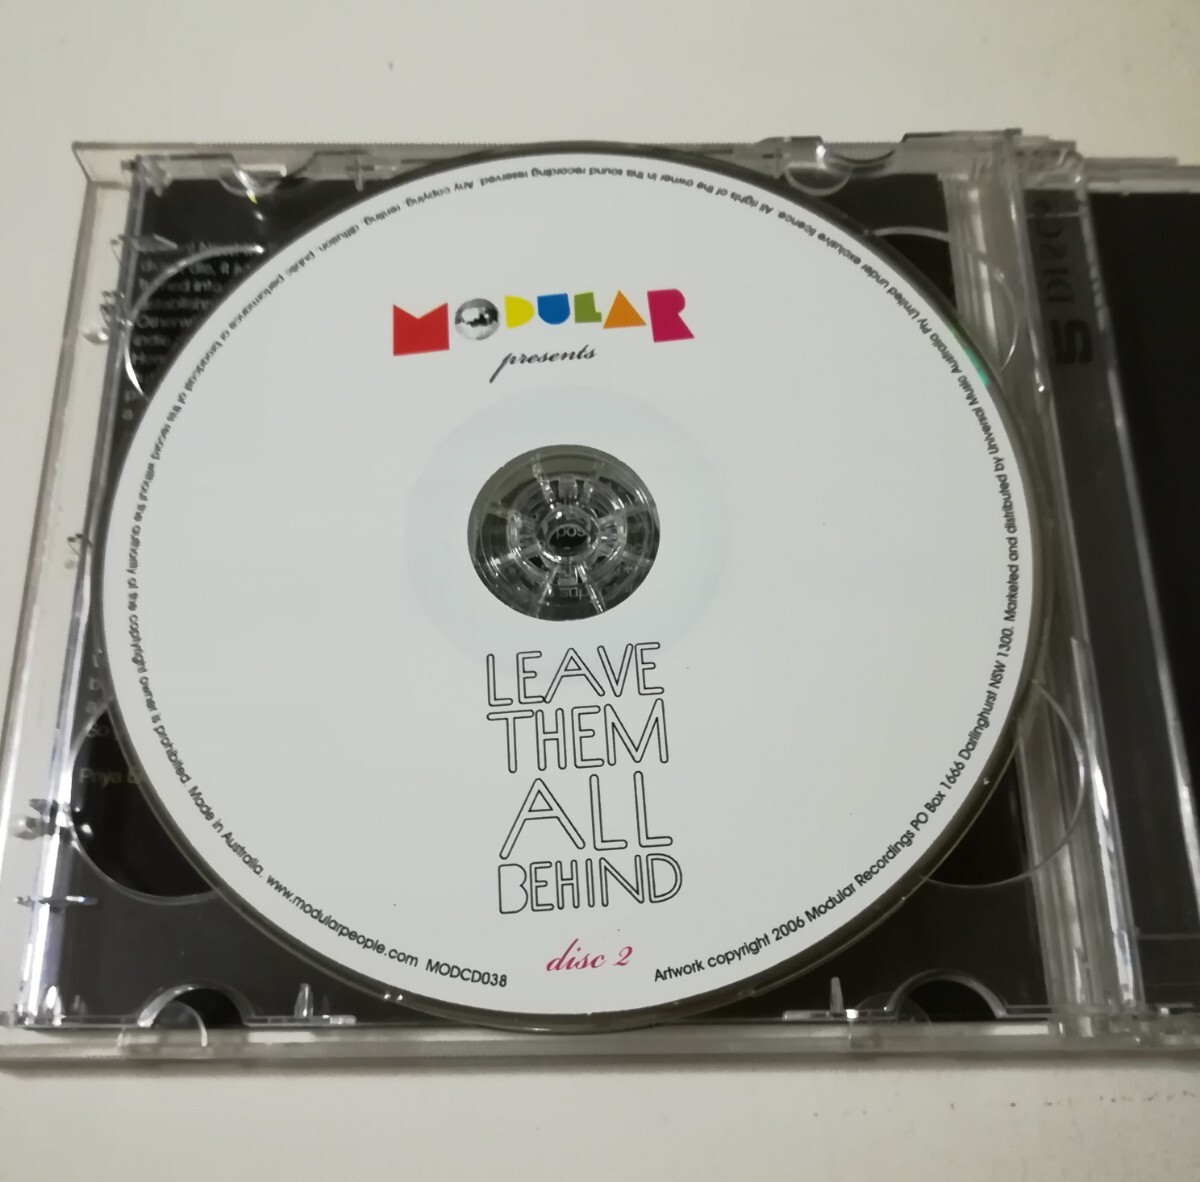 MODULAR
presents
LEAVE
THEM
ALL
BEHIND
disc 2
Artwork copyright 2006 Modular Recordings PO Box 1666 Darlinghurst NSW 1300. Marketed and distributed by Universal Music Australia Pty Limited under exclusive licence. All rights of the owner in this sound recording reserved. Any copying, renting, diffusion, public performance or broadcast of this record without the authority of the copyright owner is prohibited. Made in Australia. www.modularpeople.com MODCD038
Priya